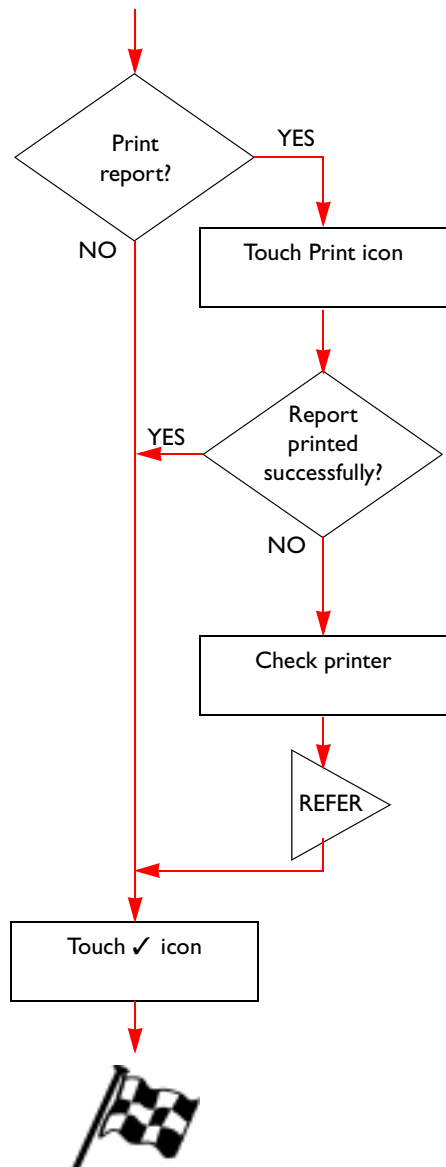 Print
report?
YES
NO
Touch Print icon
Report
printed
successfully?
YES
NO
Check printer
REFER
Touch ✓ icon